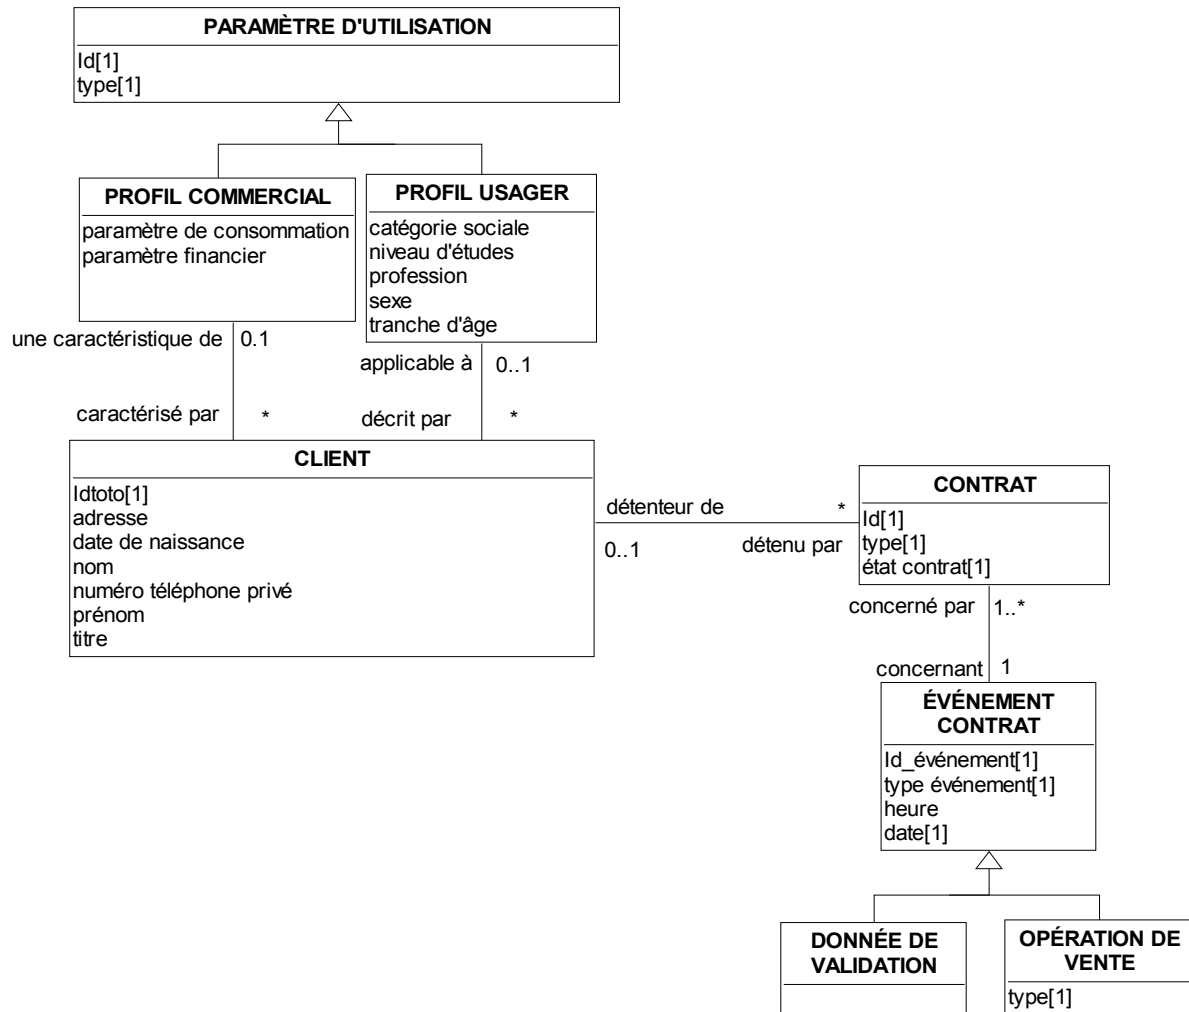 PARAMÈTRE D'UTILISATION
Id[1]
type[1]
PROFIL COMMERCIAL
paramètre de consommation
paramètre financier
PROFIL USAGER
catégorie sociale
niveau d'études
profession
sexe
tranche d'âge
une caractéristique de
0.1
applicable à
0..1
caractérisé par
*
décrit par
*
CLIENT
Idtoto[1]
adresse
date de naissance
nom
numéro téléphone privé
prénom
titre
détenteur de
*
0..1
détenu par
CONTRAT
Id[1]
type[1]
état contrat[1]
concerné par
1..*
concernant
1
ÉVÉNEMENT
CONTRAT
Id_événement[1]
type événement[1]
heure
date[1]
DONNÉE DE
VALIDATION
OPÉRATION DE
VENTE
type[1]